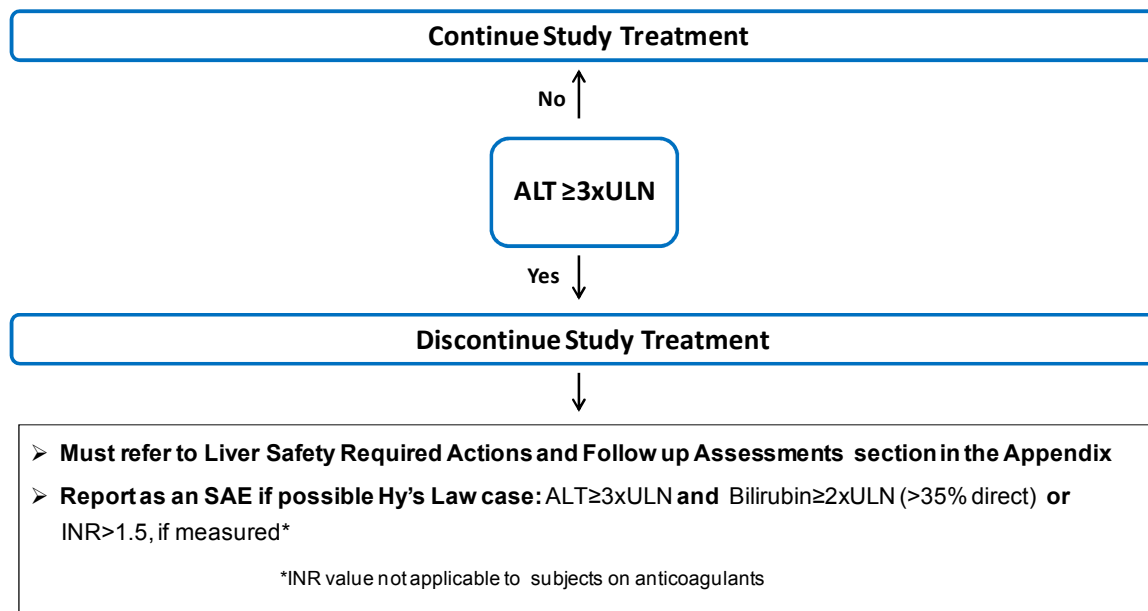 Continue Study Treatment
No
ALT ≥3xULN
Yes
Discontinue Study Treatment
➢ Must refer to Liver Safety Required Actions and Follow up Assessments section in the Appendix
➢ Report as an SAE if possible Hy's Law case: ALT≥3xULN and Bilirubin≥2xULN (>35% direct) or
INR>1.5, if measured*
*INR value not applicable to subjects on anticoagulants